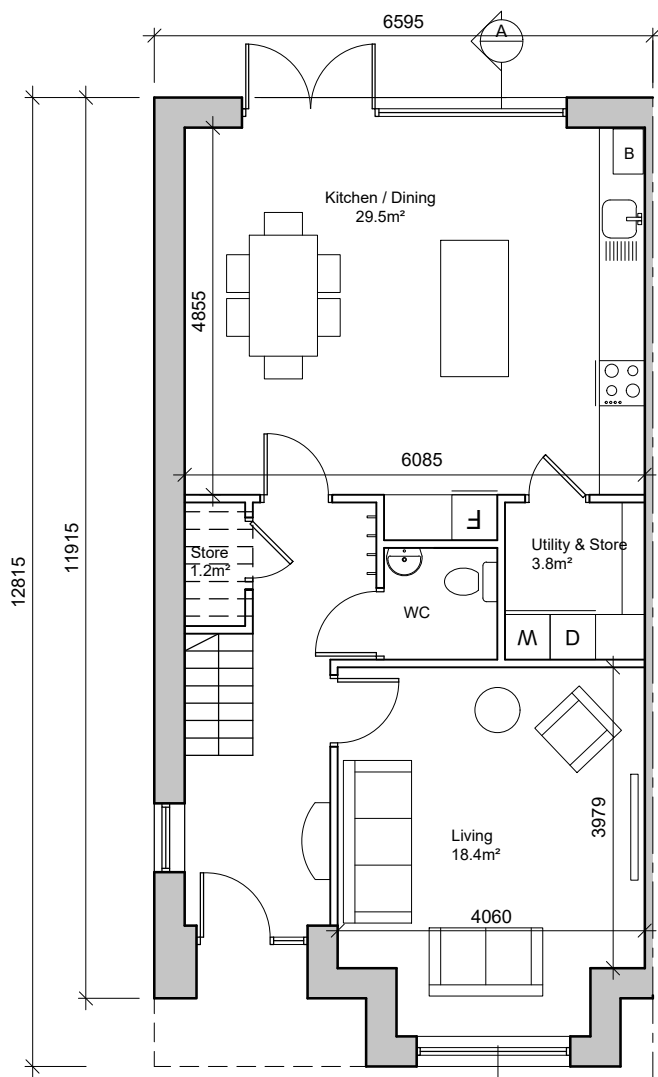 6595
A
B
Kitchen / Dining
29.5m²
4855
6085
11915
12815
F
Store
1.2m²
Utility & Store
3.8m²
WC
W
D
Living
18.4m²
3979
4060